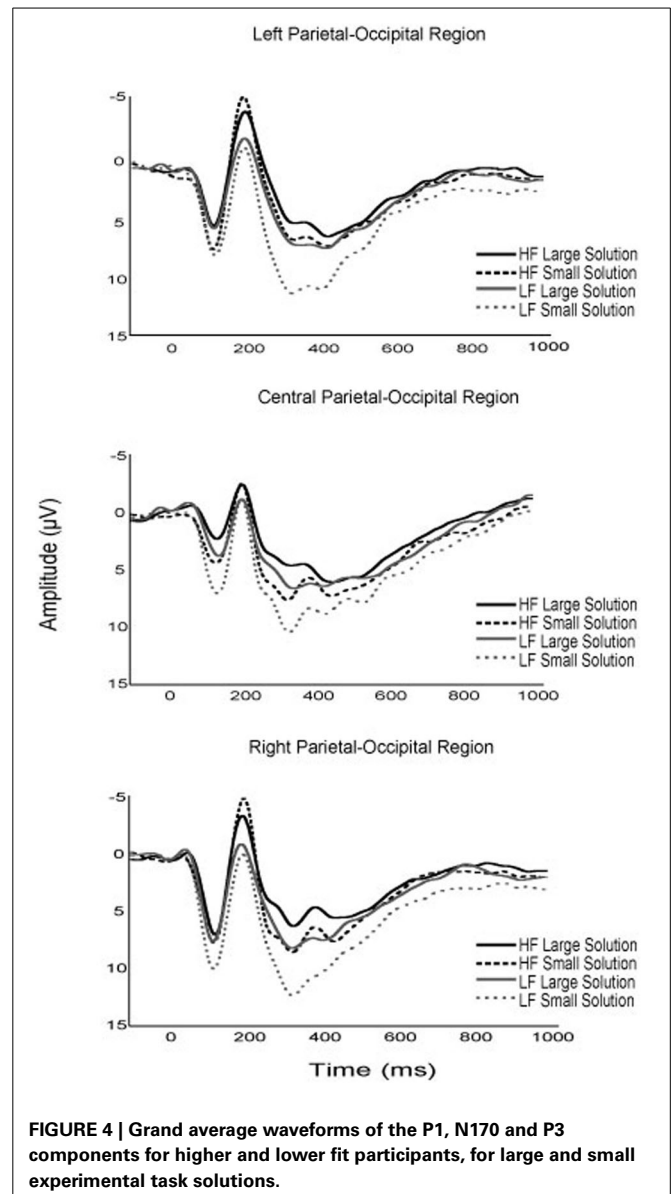 Left Parietal-Occipital Region
-5
0
5
10
15
HF Large Solution
HF Small Solution
LF Large Solution
LF Small Solution
0 200 400 600 800 1000
Central Parietal-Occipital Region
-5
0
5
10
15
Amplitude (µV)
HF Large Solution
HF Small Solution
LF Large Solution
LF Small Solution
0 200 400 600 800 1000
Right Parietal-Occipital Region
-5
0
5
10
15
HF Large Solution
HF Small Solution
LF Large Solution
LF Small Solution
0 200 400 600 800 1000
Time (ms)
FIGURE 4 | Grand average waveforms of the P1, N170 and P3
components for higher and lower fit participants, for large and small
experimental task solutions.